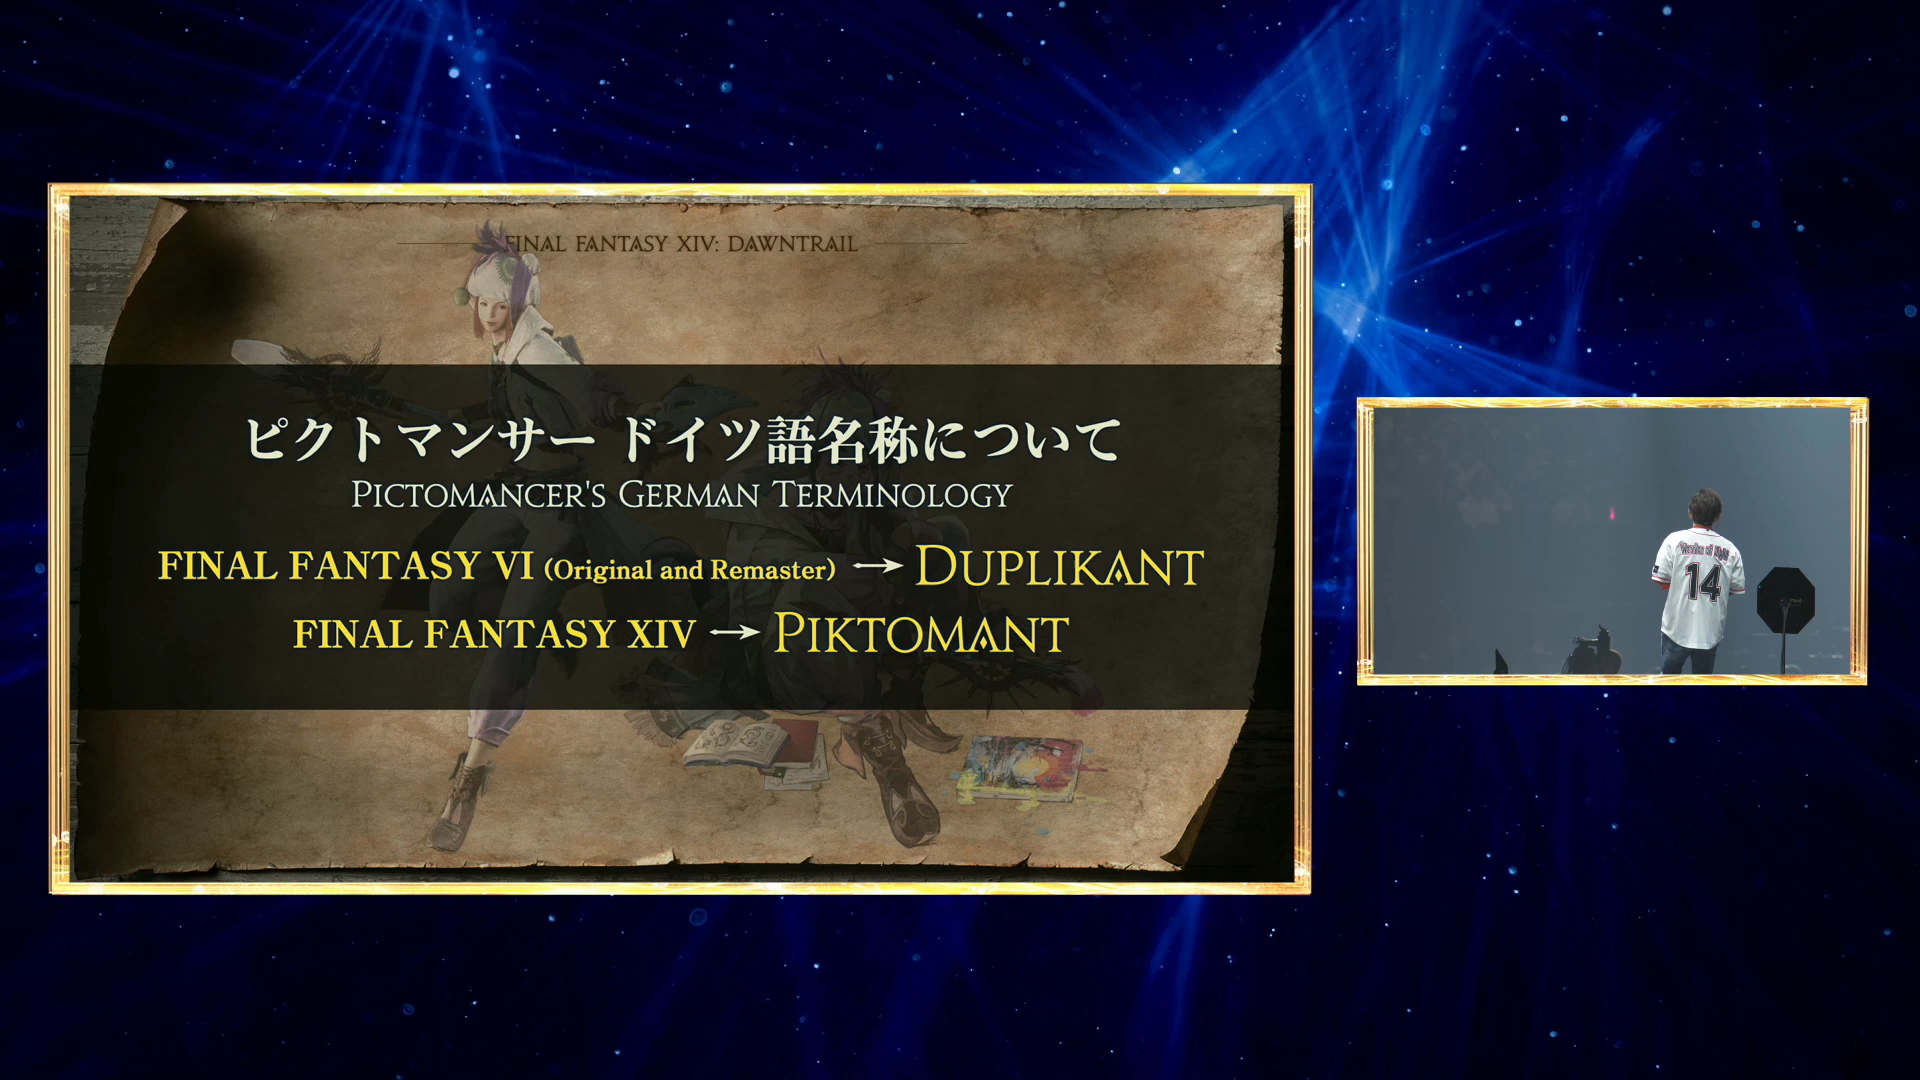 FINAL FANTASY XIV: DAWNTRAIL
ピクトマンサー ドイツ語名称について
PICTOMANCER'S GERMAN TERMINOLOGY
FINAL FANTASY VI (Original and Remaster) → DUPLIKANT
FINAL FANTASY XIV → PIKTOMANT
14